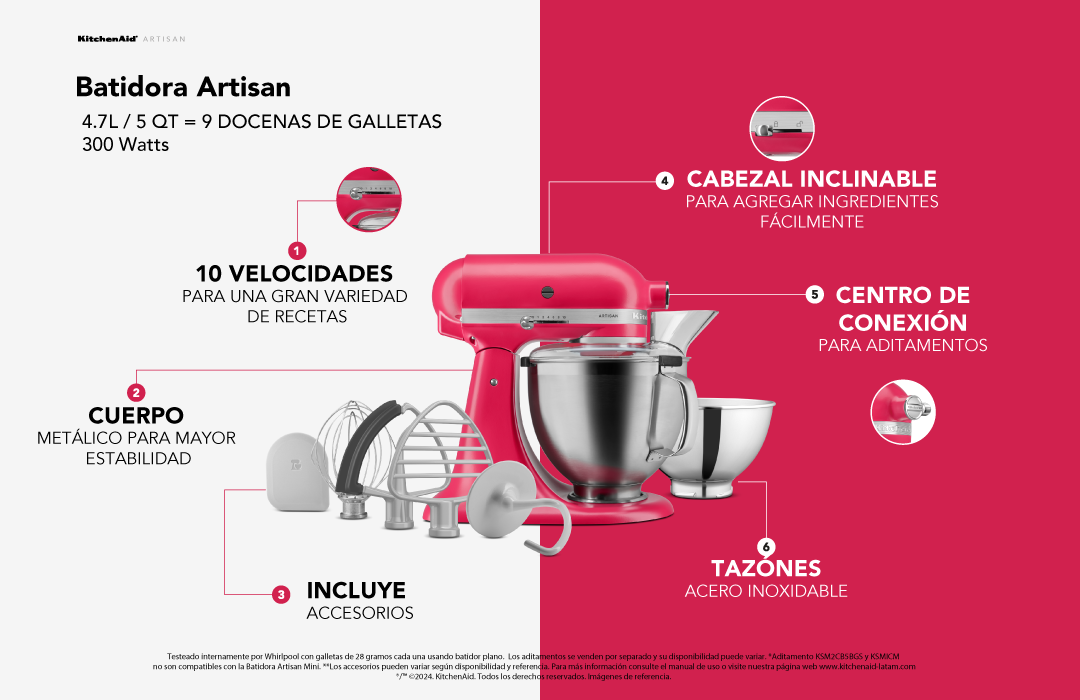 KitchenAid® ARTISAN
Batidora Artisan
4.7L / 5 QT = 9 DOCENAS DE GALLETAS
300 Watts
1
10 VELOCIDADES
PARA UNA GRAN VARIEDAD
DE RECETAS
2
CUERPO
METÁLICO PARA MAYOR
ESTABILIDAD
3
INCLUYE
ACCESORIOS
4
CABEZAL INCLINABLE
PARA AGREGAR INGREDIENTES
FÁCILMENTE
5
CENTRO DE
CONEXIÓN
PARA ADITAMENTOS
ARTISAN
6
TAZONES
ACERO INOXIDABLE
Testeado internamente por Whirlpool con galletas de 28 gramos cada una usando batidor plano. Los aditamentos se venden por separado y su disponibilidad puede variar. *Aditamento KSM2CB5BGS y KSMICM
no son compatibles con la Batidora Artisan Mini. **Los accesorios pueden variar según disponibilidad y referencia. Para más información consulte el manual de uso o visite nuestra página web www.kitchenaid-latam.com
®/™ ©2024. KitchenAid. Todos los derechos reservados. Imágenes de referencia.